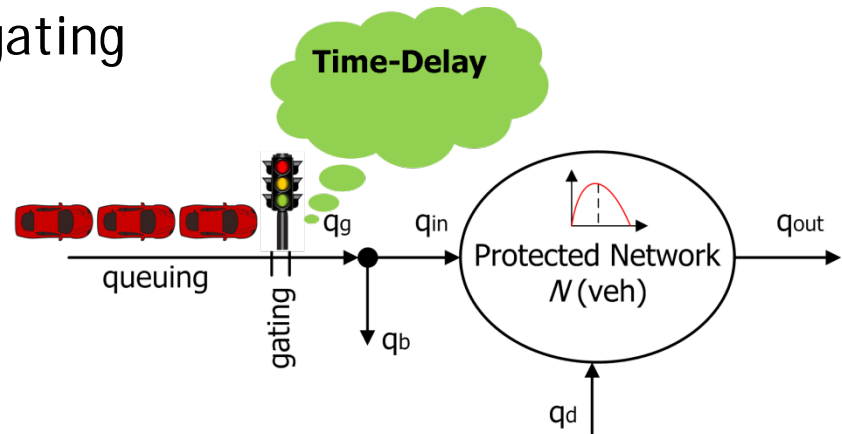 gating
Time-Delay
queuing
gating
qg
qb
qin
Protected Network
N (veh)
qout
qd